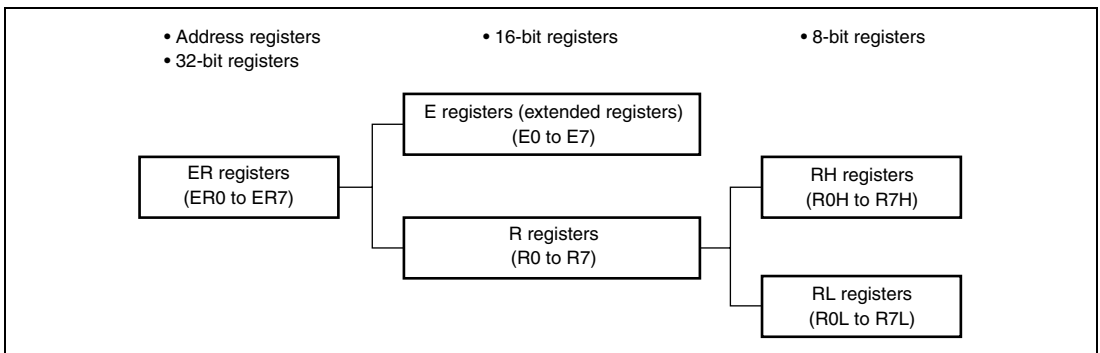 • Address registers
• 32-bit registers
• 16-bit registers
• 8-bit registers
E registers (extended registers)
(E0 to E7)
ER registers
(ER0 to ER7)
RH registers
(R0H to R7H)
R registers
(R0 to R7)
RL registers
(R0L to R7L)